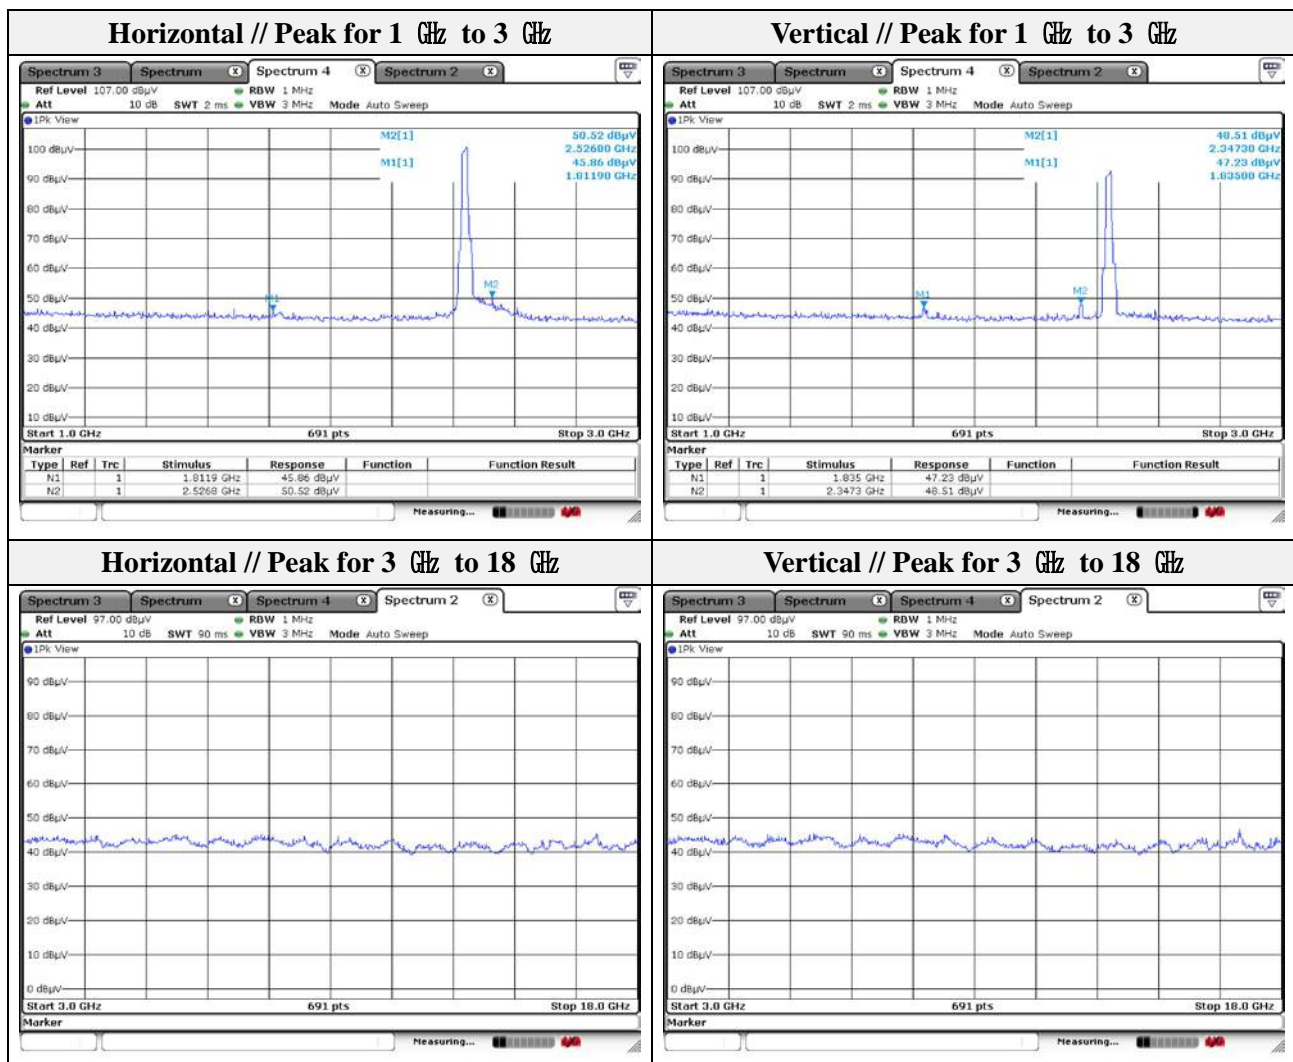 Horizontal // Peak for 1 ㎓ to 3 ㎓
Spectrum 3 Spectrum X Spectrum 4 X Spectrum 2 X
Ref Level 107.00 dBµV RBW 1 MHz
Att 10 dB SWT 2 ms VBW 3 MHz Mode Auto Sweep
1Pk View
M2[1] 50.52 dBµV
2.52680 GHz
M1[1] 45.86 dBµV
1.81190 GHz
100 dBµV
90 dBµV
80 dBµV
70 dBµV
60 dBµV
50 dBµV
40 dBµV
30 dBµV
20 dBµV
10 dBµV
M1
M2
Start 1.0 GHz 691 pts Stop 3.0 GHz
Marker
Type Ref Trc Stimulus Response Function Function Result
N1 1 1.8119 GHz 45.86 dBµV
N2 1 2.5268 GHz 50.52 dBµV
Measuring...
Vertical // Peak for 1 ㎓ to 3 ㎓
Spectrum 3 Spectrum X Spectrum 4 X Spectrum 2 X
Ref Level 107.00 dBµV RBW 1 MHz
Att 10 dB SWT 2 ms VBW 3 MHz Mode Auto Sweep
1Pk View
M2[1] 48.51 dBµV
2.34730 GHz
M1[1] 47.23 dBµV
1.83500 GHz
100 dBµV
90 dBµV
80 dBµV
70 dBµV
60 dBµV
50 dBµV
40 dBµV
30 dBµV
20 dBµV
10 dBµV
M1
M2
Start 1.0 GHz 691 pts Stop 3.0 GHz
Marker
Type Ref Trc Stimulus Response Function Function Result
N1 1 1.835 GHz 47.23 dBµV
N2 1 2.3473 GHz 48.51 dBµV
Measuring...
Horizontal // Peak for 3 ㎓ to 18 ㎓
Spectrum 3 Spectrum X Spectrum 4 X Spectrum 2 X
Ref Level 97.00 dBµV RBW 1 MHz
Att 10 dB SWT 90 ms VBW 3 MHz Mode Auto Sweep
1Pk View
90 dBµV
80 dBµV
70 dBµV
60 dBµV
50 dBµV
40 dBµV
30 dBµV
20 dBµV
10 dBµV
0 dBµV
Start 3.0 GHz 691 pts Stop 18.0 GHz
Marker
Measuring...
Vertical // Peak for 3 ㎓ to 18 ㎓
Spectrum 3 Spectrum X Spectrum 4 X Spectrum 2 X
Ref Level 97.00 dBµV RBW 1 MHz
Att 10 dB SWT 90 ms VBW 3 MHz Mode Auto Sweep
1Pk View
90 dBµV
80 dBµV
70 dBµV
60 dBµV
50 dBµV
40 dBµV
30 dBµV
20 dBµV
10 dBµV
0 dBµV
Start 3.0 GHz 691 pts Stop 18.0 GHz
Marker
Measuring...